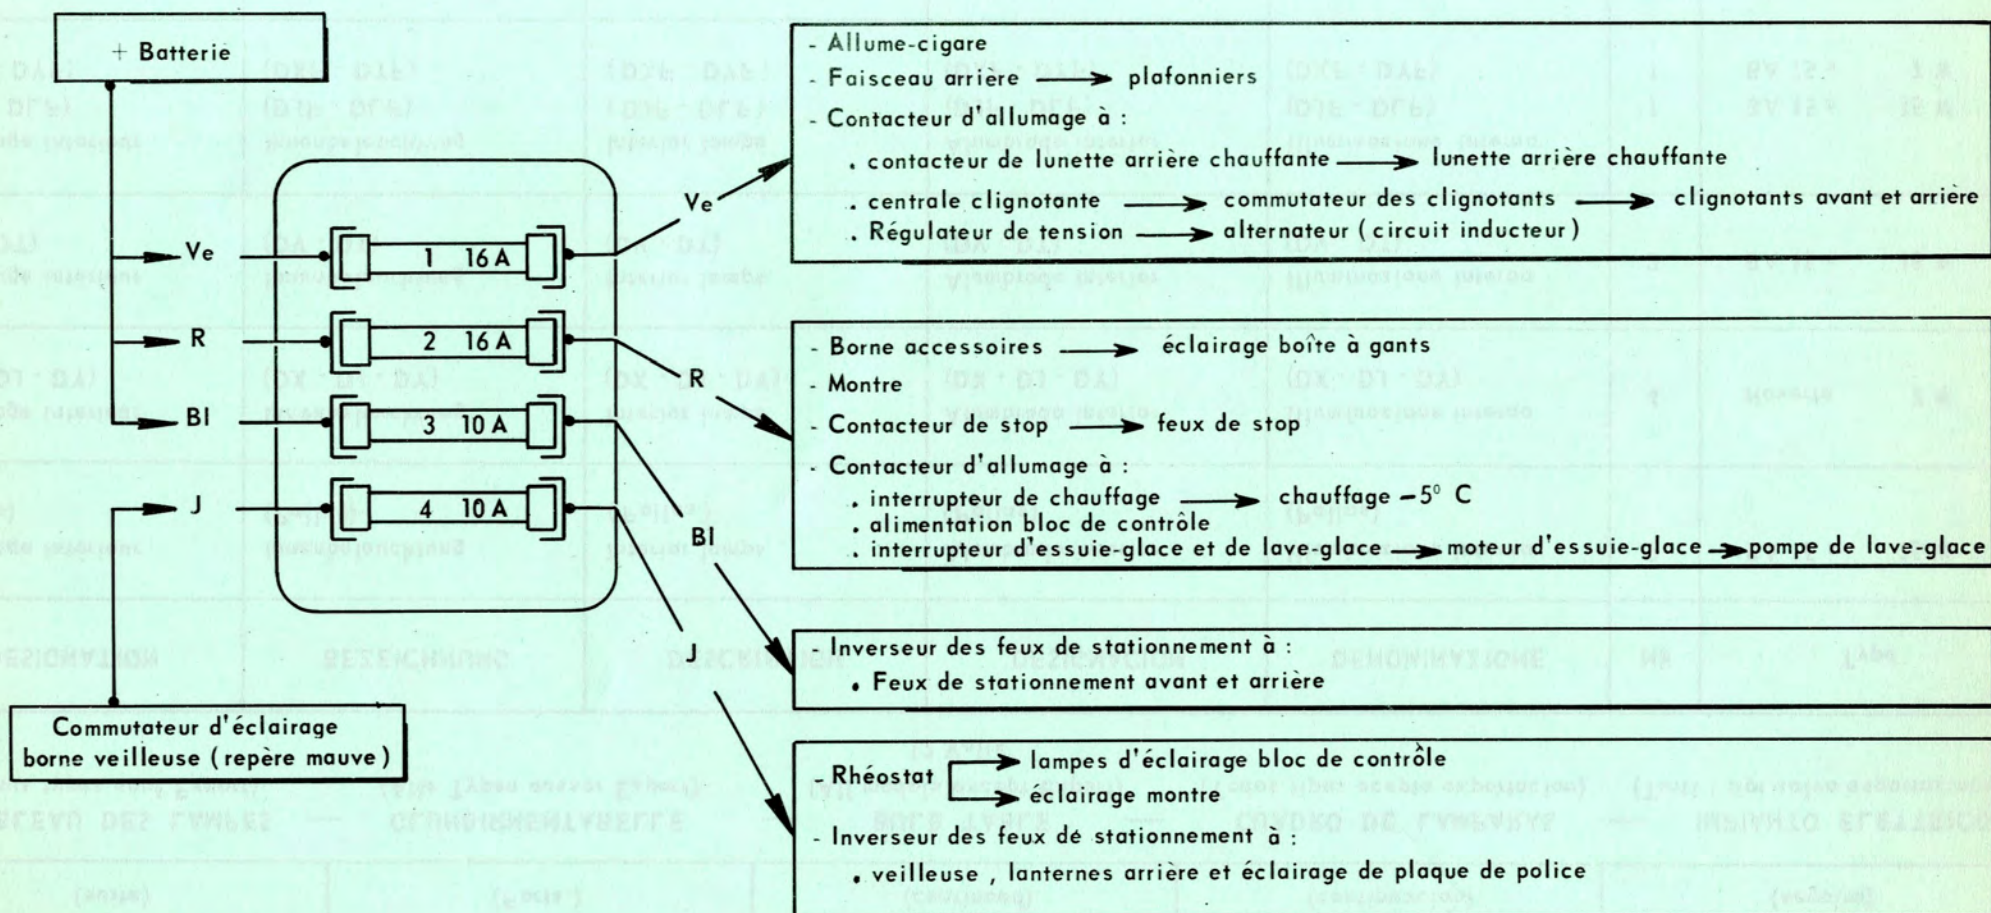 + Batterie
Ve
R
Bl
J
1 16 A
2 16 A
3 10 A
4 10 A
Commutateur d'éclairage
borne veilleuse ( repère mauve )
Ve
R
Bl
J
- Allume-cigare
- Faisceau arrière → plafonniers
- Contacteur d'allumage à :
. contacteur de lunette arrière chauffante → lunette arrière chauffante
. centrale clignotante → commutateur des clignotants → clignotants avant et arrière
. Régulateur de tension → alternateur ( circuit inducteur )
- Borne accessoires → éclairage boîte à gants
- Montre
- Contacteur de stop → feux de stop
- Contacteur d'allumage à :
. interrupteur de chauffage → chauffage -5° C
. alimentation bloc de contrôle
. interrupteur d'essuie-glace et de lave-glace → moteur d'essuie-glace → pompe de lave-glace
- Inverseur des feux de stationnement à :
• Feux de stationnement avant et arrière
- Rhéostat → lampes d'éclairage bloc de contrôle
→ éclairage montre
- Inverseur des feux de stationnement à :
• veilleuse , lanternes arrière et éclairage de plaque de police